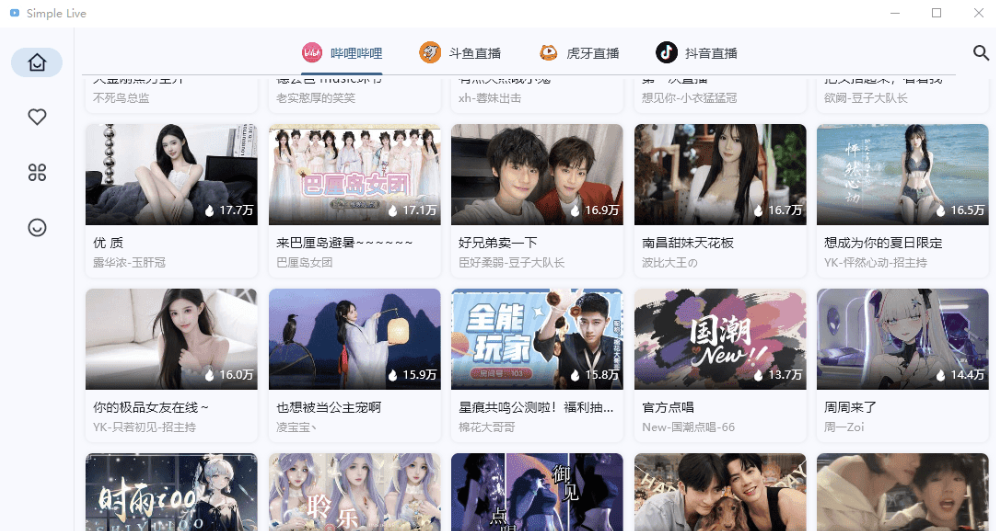 Simple Live
哔哩哔哩
斗鱼直播
虎牙直播
抖音直播
不死鸟总监
老实憨厚的笑笑
xh-蓉妹出击
想见你-小衣猛猛冠
欲阙-豆子大队长
17.7万
巴厘岛女团
17.1万
16.9万
16.7万
怦然心动
16.5万
优 质
来巴厘岛避暑~~~~~~
好兄弟卖一下
南昌甜妹天花板
想成为你的夏日限定
露华浓-玉肝冠
巴厘岛女团
臣好柔弱-豆子大队长
波比大王の
YK-怦然心动-招主持
16.0万
15.9万
全能
玩家
房间号：103
15.8万
国潮
New!!
13.7万
14.4万
你的极品女友在线～
也想被当公主宠啊
星痕共鸣公测啦！福利抽...
官方点唱
周周来了
YK-只若初见-招主持
凌宝宝丶
棉花大哥哥
New-国潮点唱-66
周一Zoi
时雨ioo
聆
乐
御
见
点
唱